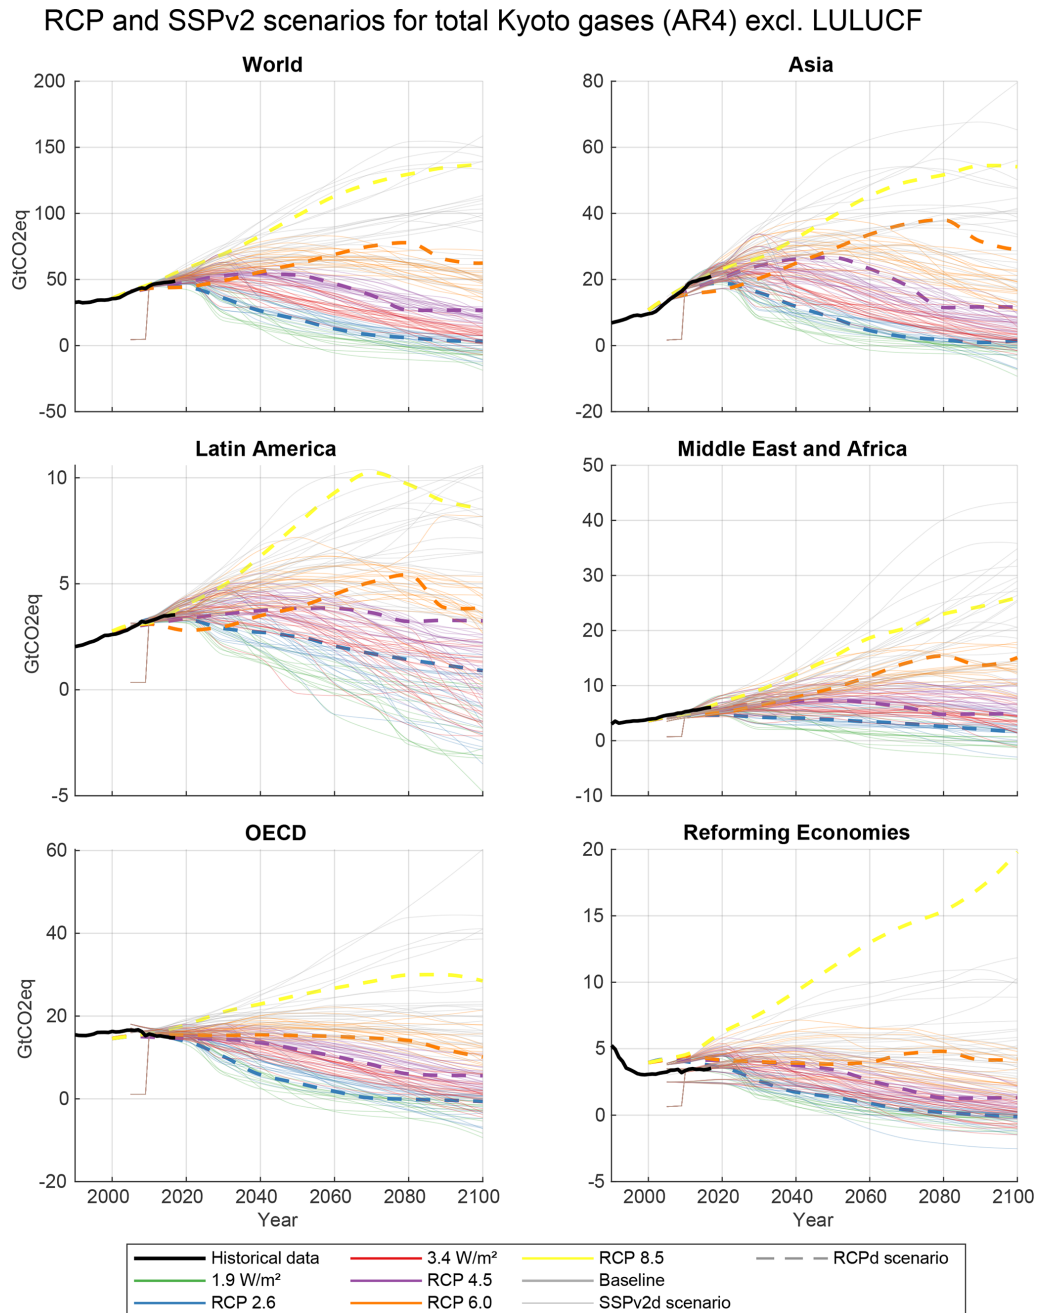 RCP and SSPv2 scenarios for total Kyoto gases (AR4) excl. LULUCF
World
200
150
100
50
0
-50
GtCO2eq
Asia
80
60
40
20
0
-20
Latin America
10
5
0
-5
GtCO2eq
Middle East and Africa
50
40
30
20
10
0
-10
OECD
60
40
20
0
-20
GtCO2eq
2000 2020 2040 2060 2080 2100
Year
Reforming Economies
20
15
10
5
0
-5
2000 2020 2040 2060 2080 2100
Year
Historical data 3.4 W/m² RCP 8.5 RCPd scenario
1.9 W/m² RCP 4.5 Baseline
RCP 2.6 RCP 6.0 SSPv2d scenario